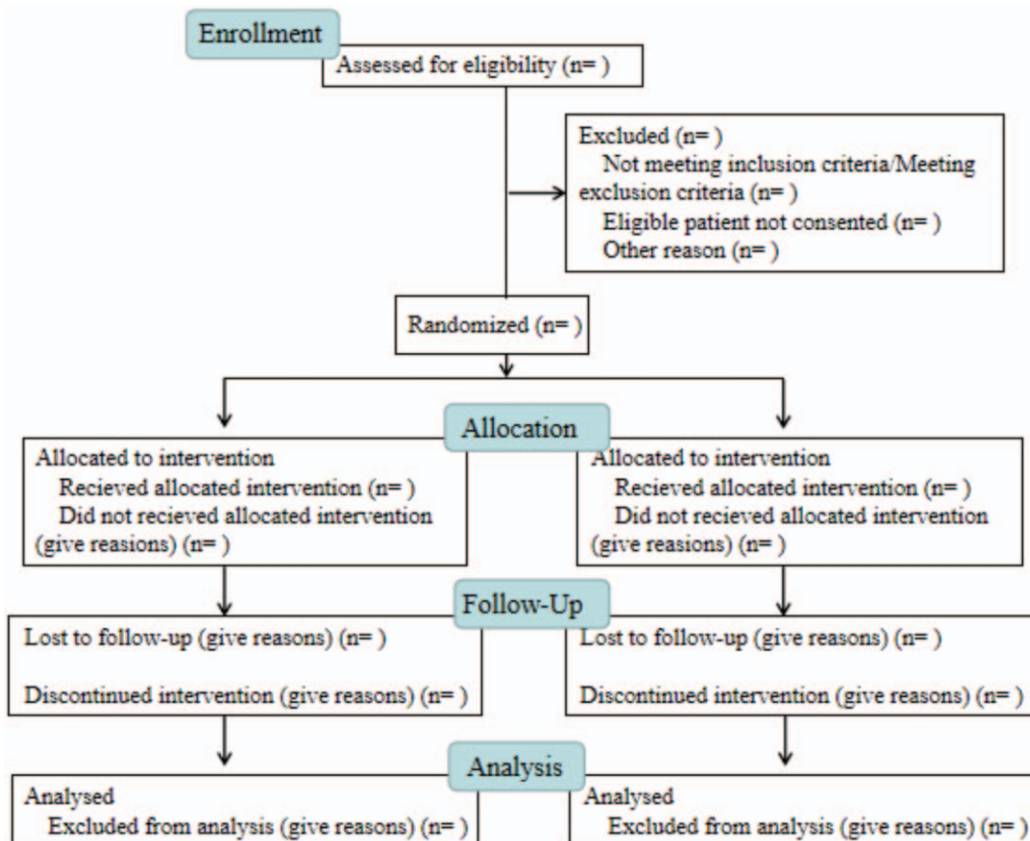 Enrollment
Assessed for eligibility (n= )
Excluded (n= )
Not meeting inclusion criteria/Meeting
exclusion criteria (n= )
Eligible patient not consented (n= )
Other reason (n= )
Randomized (n= )
Allocation
Allocated to intervention
Recieved allocated intervention (n= )
Did not recieved allocated intervention
(give reasions) (n= )
Allocated to intervention
Recieved allocated intervention (n= )
Did not recieved allocated intervention
(give reasions) (n= )
Follow-Up
Lost to follow-up (give reasons) (n= )
Discontinued intervention (give reasons) (n= )
Lost to follow-up (give reasons) (n= )
Discontinued intervention (give reasons) (n= )
Analysis
Analysed
Excluded from analysis (give reasons) (n= )
Analysed
Excluded from analysis (give reasons) (n= )